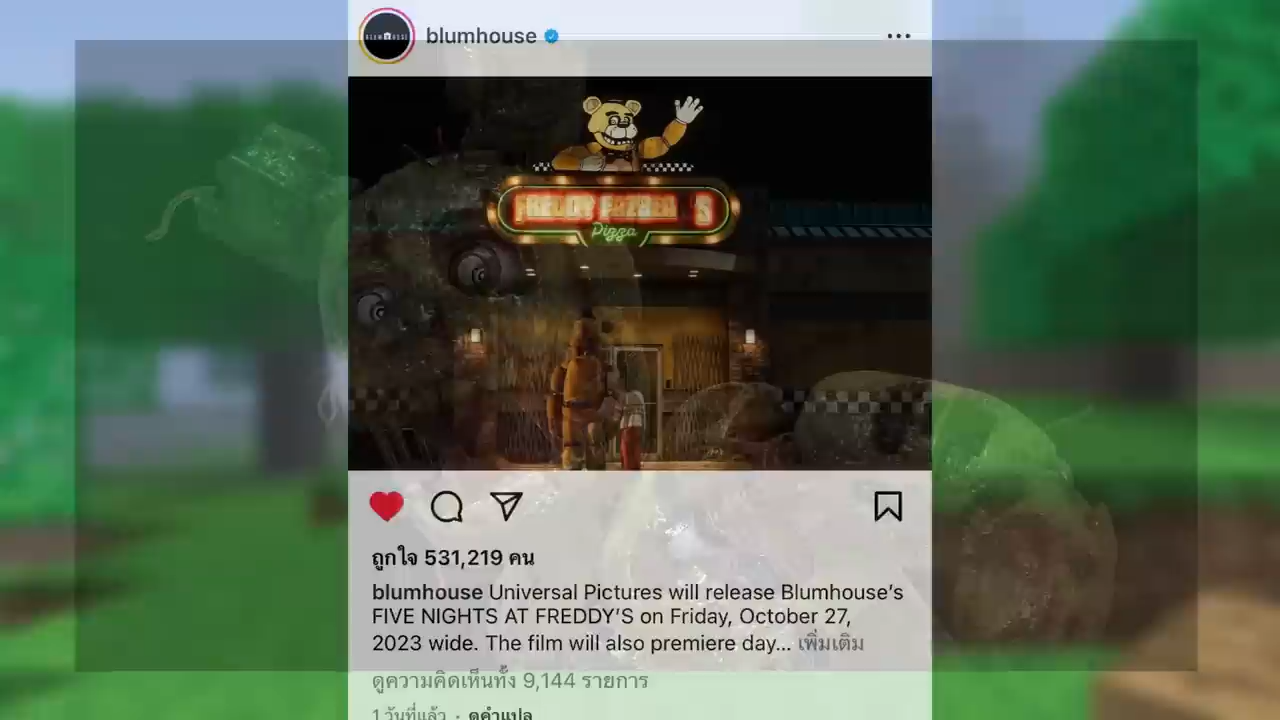 blumhouse
FREDDY FAZBEAR'S
Pizza
ถูกใจ 531,219 คน
blumhouse Universal Pictures will release Blumhouse’s
FIVE NIGHTS AT FREDDY’S on Friday, October 27,
2023 wide. The film will also premiere day... เพิ่มเติม
ดูความคิดเห็นทั้ง 9,144 รายการ
1 วันที่แล้ว · ดูคำแปล